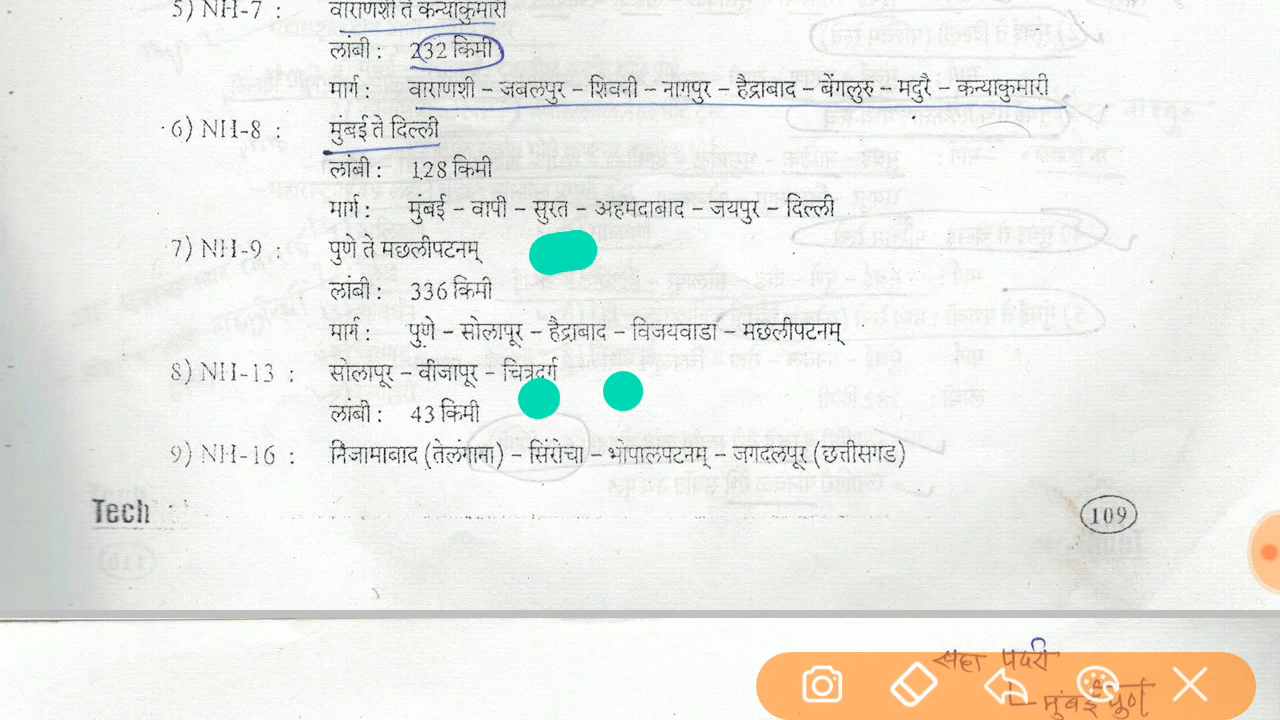 5) NH-7 : वाराणशी ते कन्याकुमारी
लांबी : 232 किमी
मार्ग : वाराणशी – जबलपुर – शिवनी – नागपुर – हैद्राबाद – बेंगलुरु – मदुरै – कन्याकुमारी
6) NH-8 : मुंबई ते दिल्ली
लांबी : 128 किमी
मार्ग : मुंबई – वापी – सुरत – अहमदाबाद – जयपुर – दिल्ली
7) NH-9 : पुणे ते मछलीपटनम्
लांबी : 336 किमी
मार्ग : पुणे – सोलापूर – हैद्राबाद – विजयवाडा – मछलीपटनम्
8) NH-13 : सोलापूर – वीजापूर – चित्रदुर्ग
लांबी : 43 किमी
9) NH-16 : निजामाबाद (तेलंगाना) – सिंरोचा – भोपालपटनम् – जगदलपूर (छत्तीसगड)
Tech
109